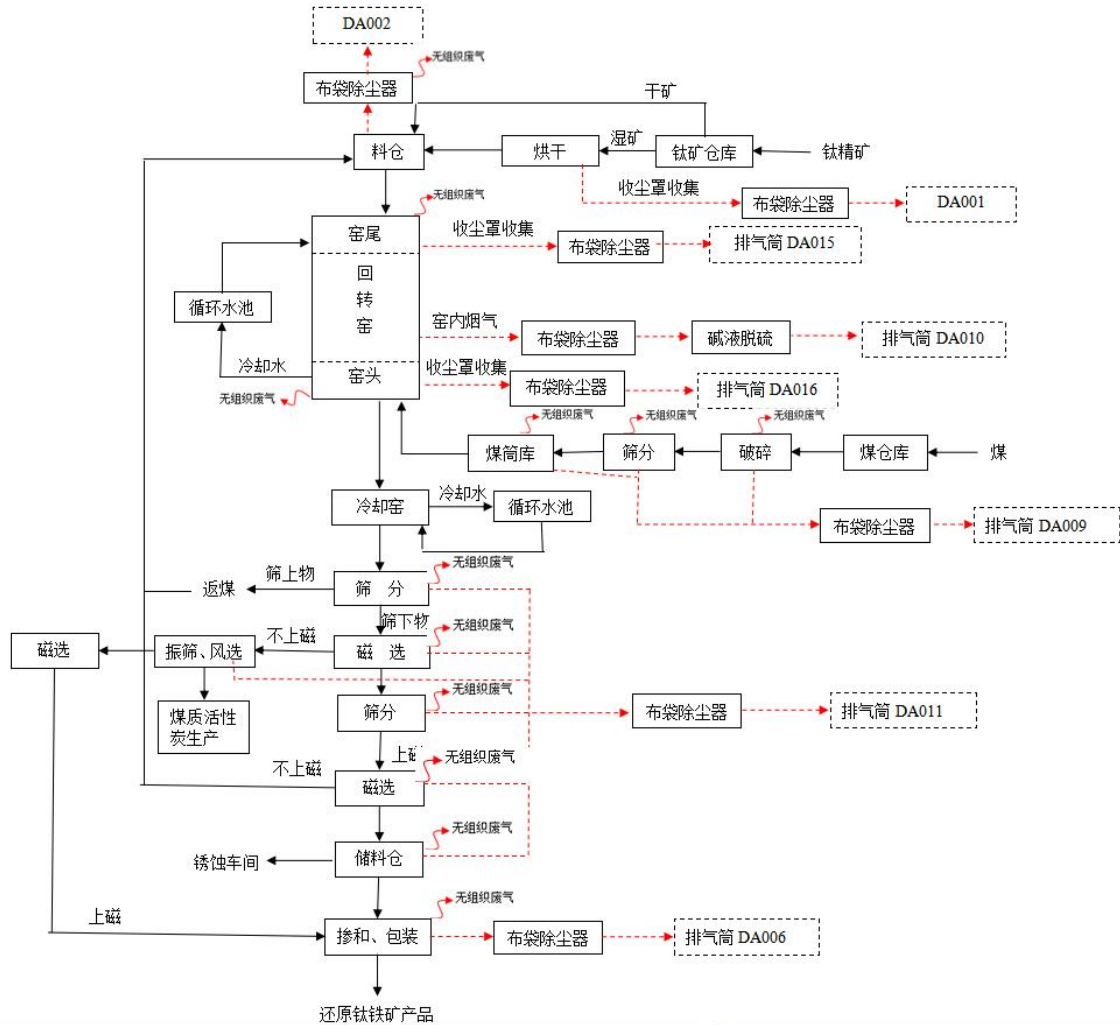 DA002
无组织废气
布袋除尘器
干矿
料仓
烘干
湿矿
钛矿仓库
钛精矿
收尘罩收集
布袋除尘器
DA001
无组织废气
窑尾
收尘罩收集
布袋除尘器
排气筒 DA015
回
转
窑
循环水池
窑内烟气
布袋除尘器
碱液脱硫
排气筒 DA010
冷却水
窑头
收尘罩收集
布袋除尘器
排气筒 DA016
无组织废气
无组织废气
无组织废气
无组织废气
煤筒库
筛分
破碎
煤仓库
煤
冷却窑
冷却水
循环水池
布袋除尘器
排气筒 DA009
无组织废气
返煤
筛上物
筛 分
筛下物
无组织废气
磁选
振筛、风选
不上磁
磁 选
无组织废气
煤质活性
炭生产
筛分
布袋除尘器
排气筒 DA011
上
无组织废气
不上磁
磁选
无组织废气
锈蚀车间
储料仓
无组织废气
上磁
掺和、包装
布袋除尘器
排气筒 DA006
还原钛铁矿产品